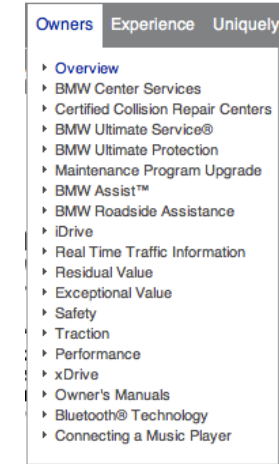 Owners Experience Uniquely
Overview
BMW Center Services
Certified Collision Repair Centers
BMW Ultimate Service®
BMW Ultimate Protection
Maintenance Program Upgrade
BMW Assist™
BMW Roadside Assistance
iDrive
Real Time Traffic Information
Residual Value
Exceptional Value
Safety
Traction
Performance
xDrive
Owner's Manuals
Bluetooth® Technology
Connecting a Music Player